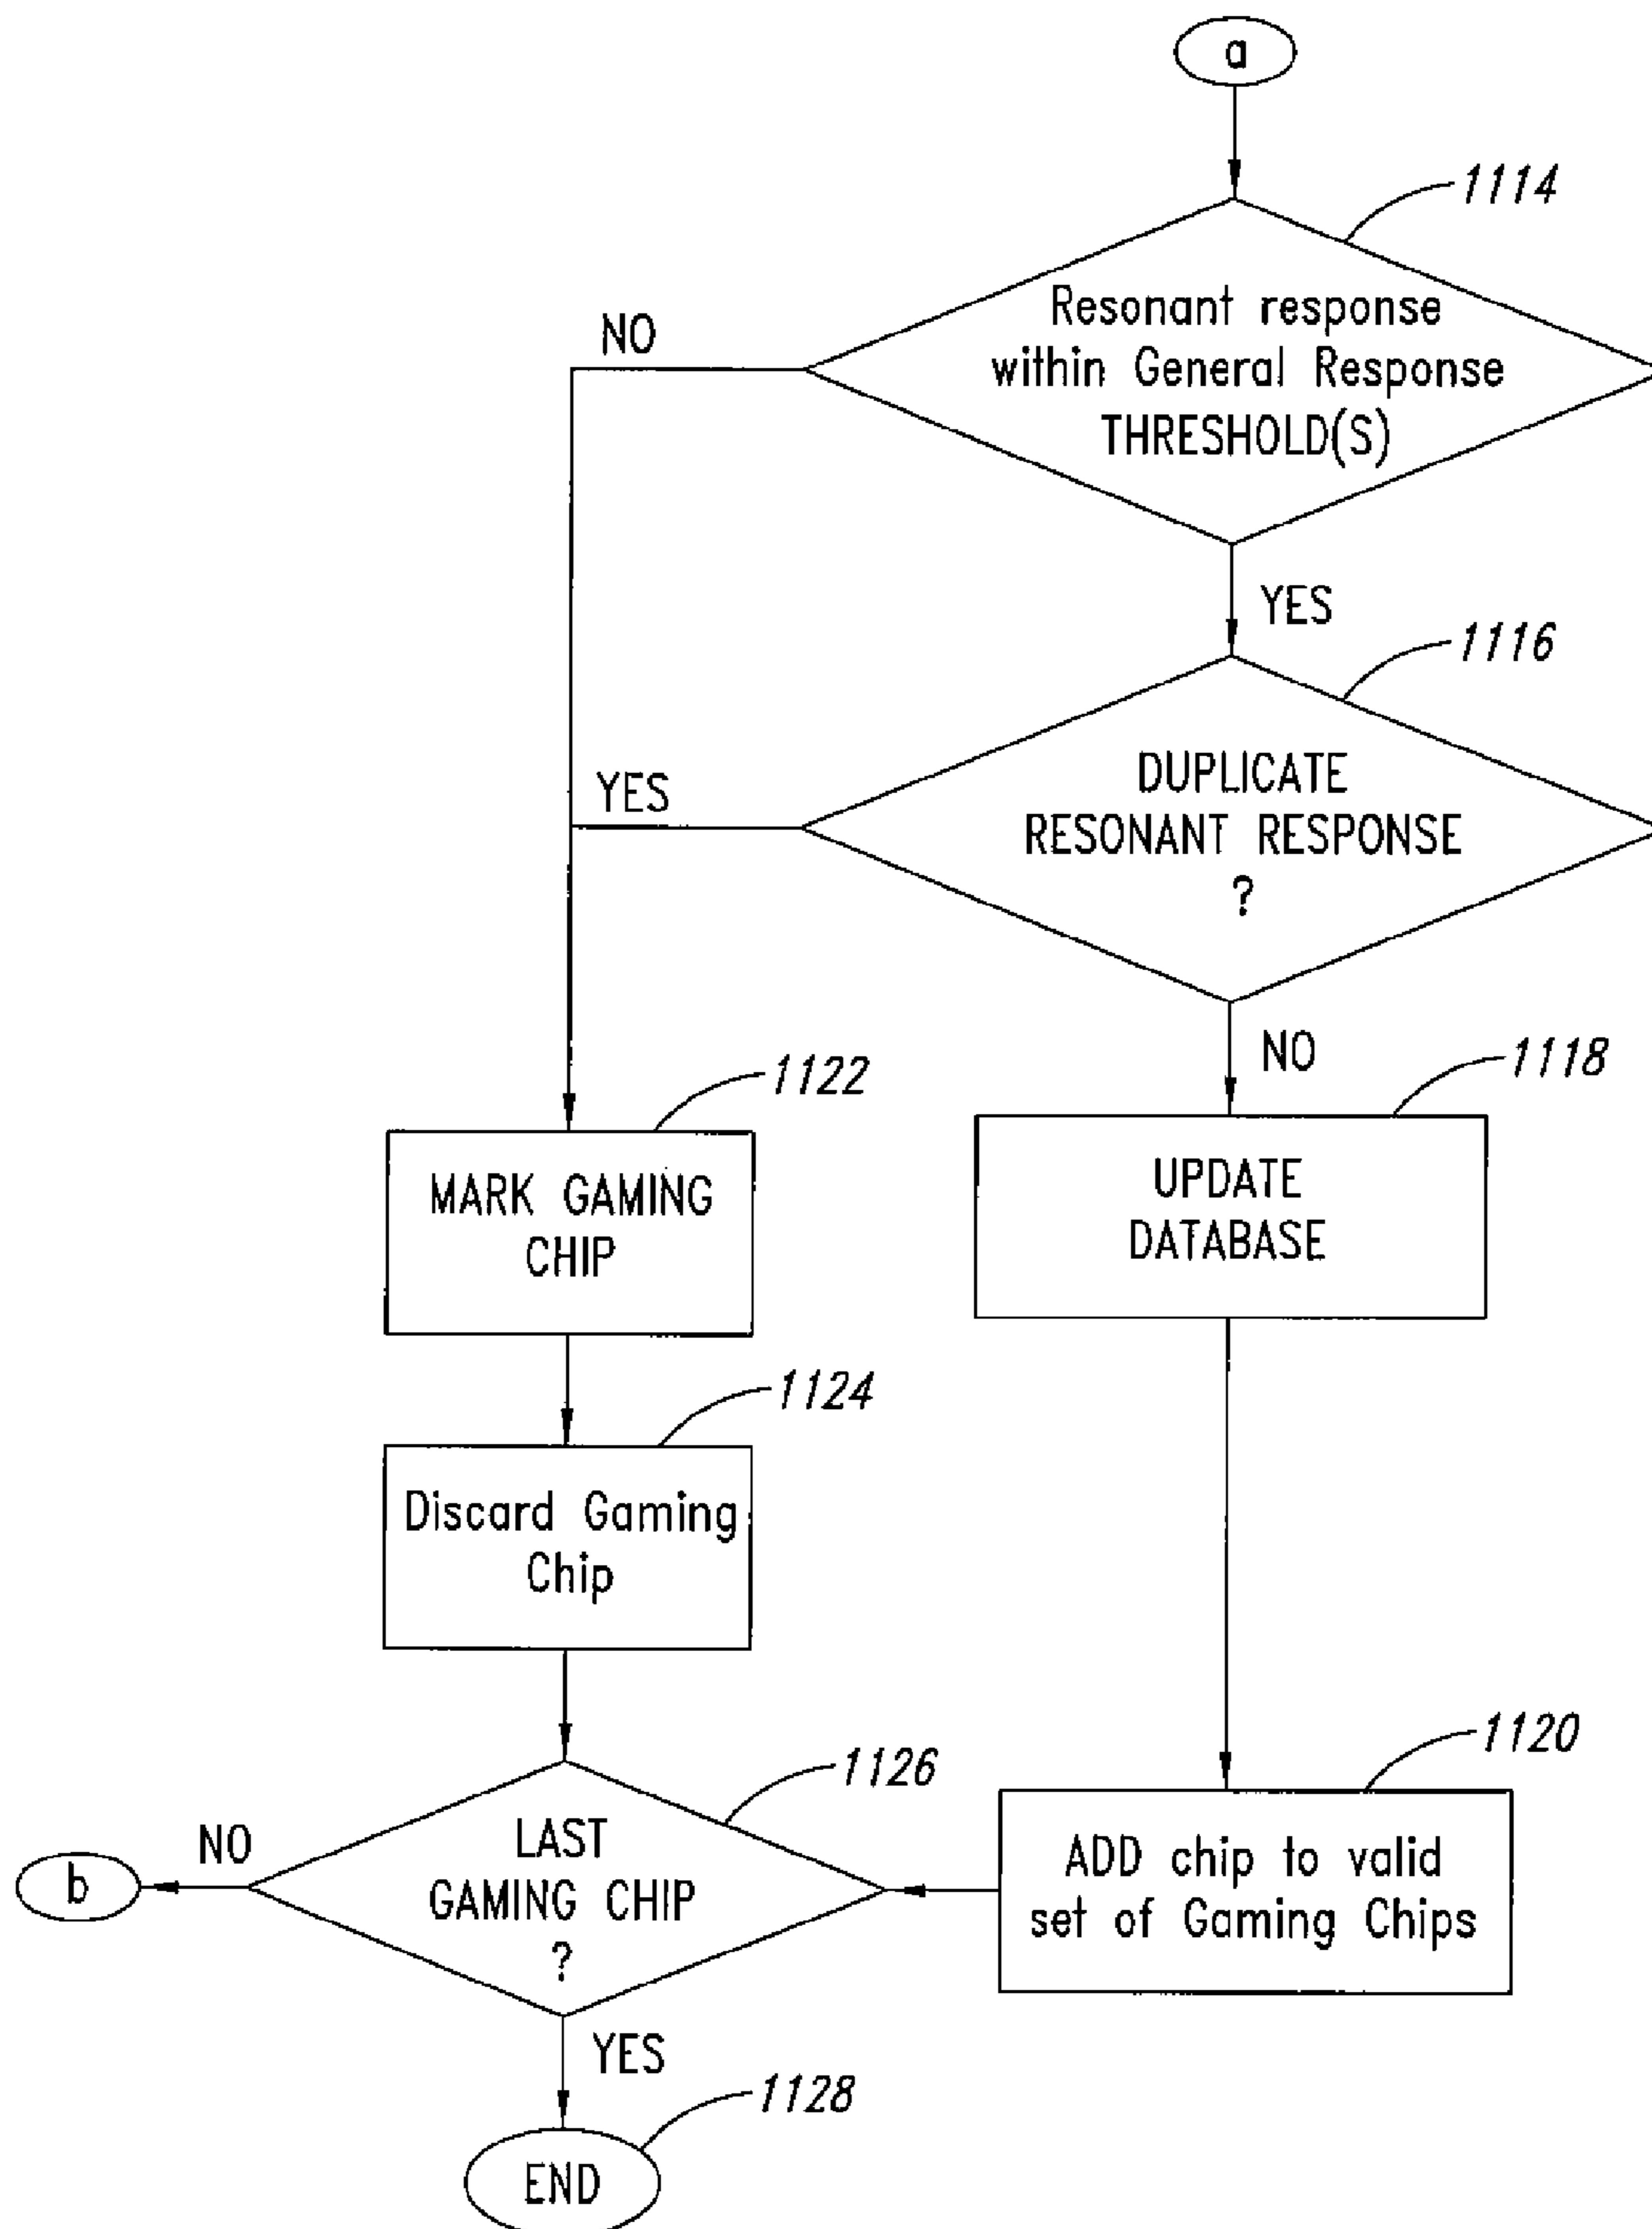 a
1114
Resonant response
within General Response
THRESHOLD(S)
NO
YES
1116
DUPLICATE
RESONANT RESPONSE
?
YES
NO
1118
UPDATE
DATABASE
1122
MARK GAMING
CHIP
1124
Discard Gaming
Chip
1120
ADD chip to valid
set of Gaming Chips
1126
LAST
GAMING CHIP
?
NO
b
YES
1128
END